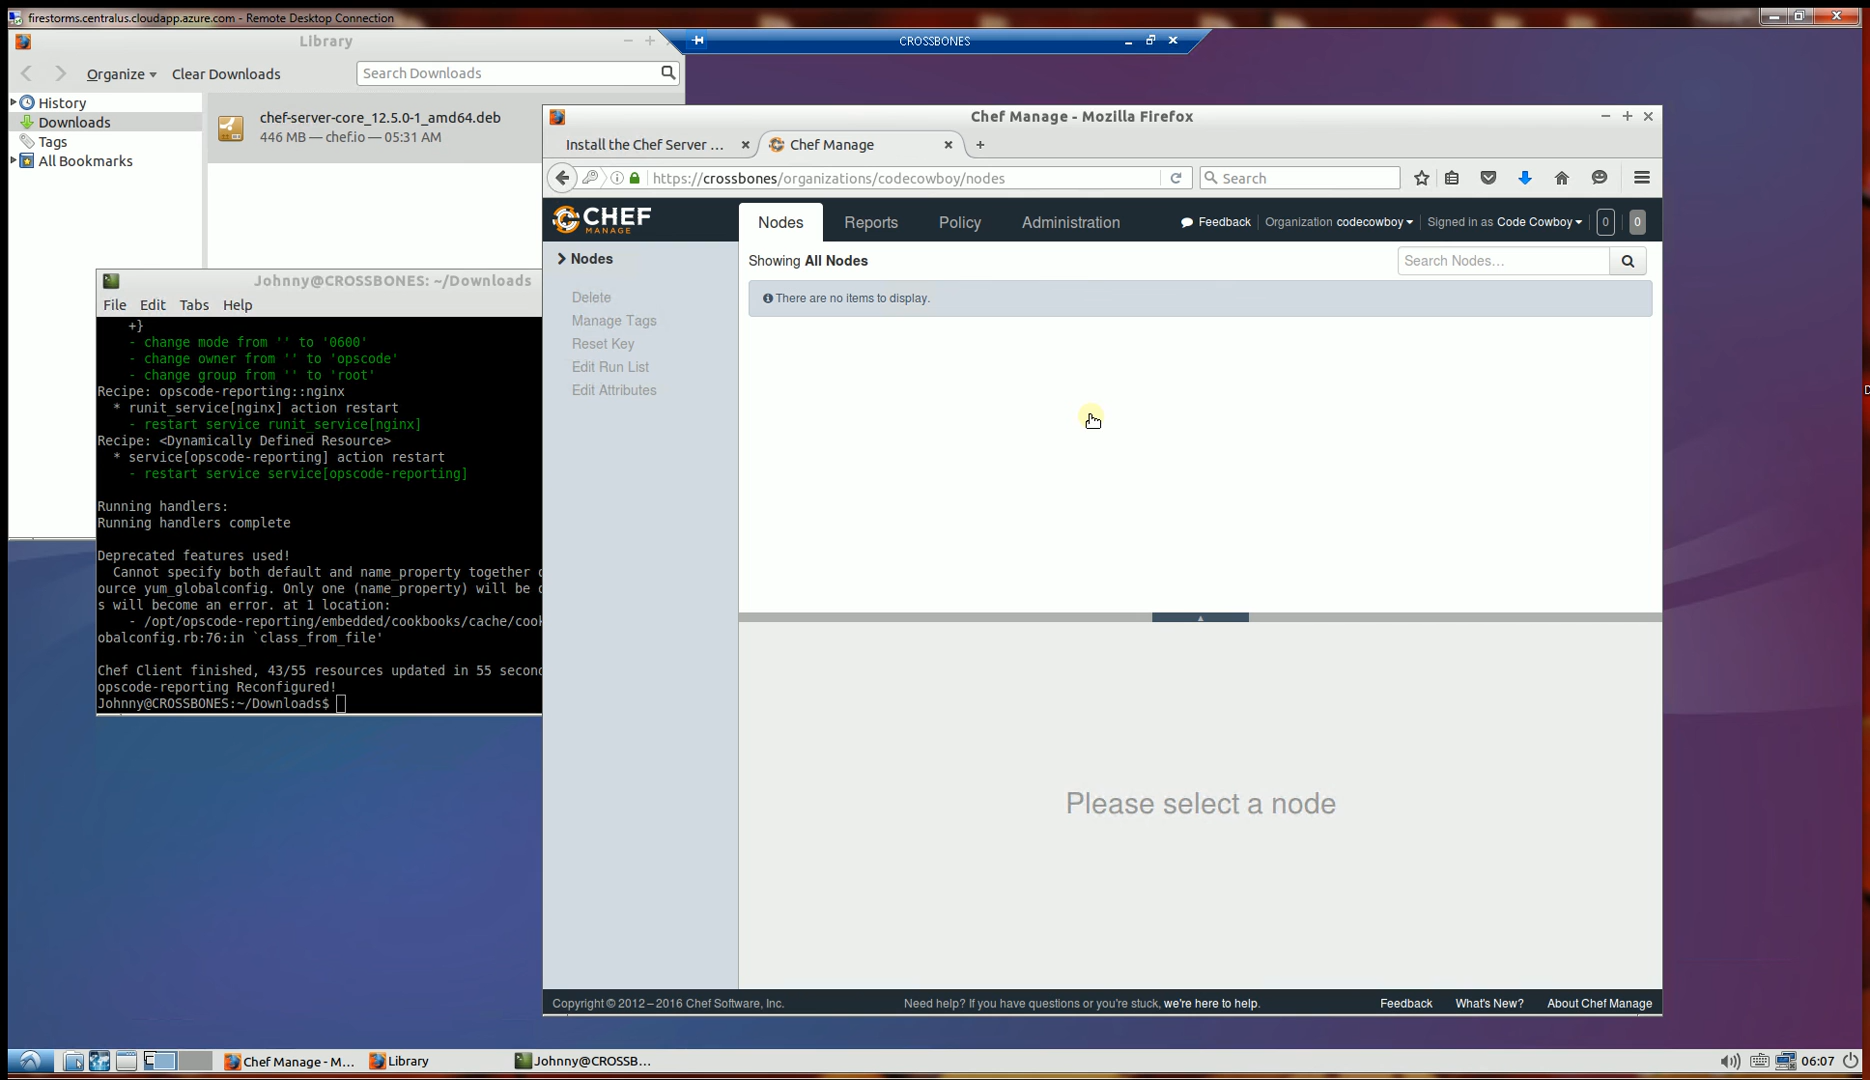 firestorms.centralus.cloudapp.azure.com - Remote Desktop Connection
Library
CROSSBONES
Organize
Clear Downloads
Search Downloads
History
Downloads
Tags
All Bookmarks
chef-server-core_12.5.0-1_amd64.deb
446 MB — chef.io — 05:31 AM
Johnny@CROSSBONES: ~/Downloads
File Edit Tabs Help
+}
- change mode from '' to '0600'
- change owner from '' to 'opscode'
- change group from '' to 'root'
Recipe: opscode-reporting::nginx
* runit_service[nginx] action restart
- restart service runit_service[nginx]
Recipe: <Dynamically Defined Resource>
* service[opscode-reporting] action restart
- restart service service[opscode-reporting]
Running handlers:
Running handlers complete
Deprecated features used!
Cannot specify both default and name_property together
ource yum_globalconfig. Only one (name_property) will be
s will become an error. at 1 location:
- /opt/opscode-reporting/embedded/cookbooks/cache/cook
obalconfig.rb:76:in `class_from_file'
Chef Client finished, 43/55 resources updated in 55 secon
opscode-reporting Reconfigured!
Johnny@CROSSBONES:~/Downloads$
Chef Manage - Mozilla Firefox
Install the Chef Server ...
Chef Manage
https://crossbones/organizations/codecowboy/nodes
Search
CHEF
MANAGE
Nodes
Reports
Policy
Administration
Feedback
Organization codecowboy
Signed in as Code Cowboy
0
0
Nodes
Delete
Manage Tags
Reset Key
Edit Run List
Edit Attributes
Showing All Nodes
Search Nodes...
There are no items to display.
Please select a node
Copyright © 2012–2016 Chef Software, Inc.
Need help? If you have questions or you're stuck, we're here to help.
Feedback
What's New?
About Chef Manage
Chef Manage - M...
Library
Johnny@CROSSB...
06:07